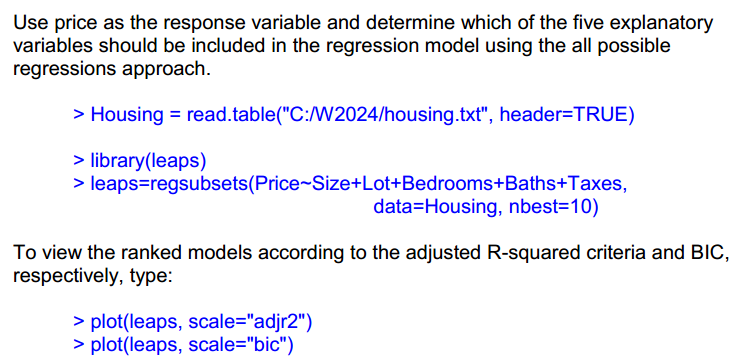 Use price as the response variable and determine which of the five explanatory
variables should be included in the regression model using the all possible
regressions approach.
> Housing = read.table("C:/W2024/housing.txt", header=TRUE)
> library(leaps)
> leaps=regsubsets(Price~Size+Lot+Bedrooms+Baths+Taxes,
data=Housing, nbest=10)
To view the ranked models according to the adjusted R-squared criteria and BIC,
respectively, type:
> plot(leaps, scale="adjr2")
> plot(leaps, scale="bic")